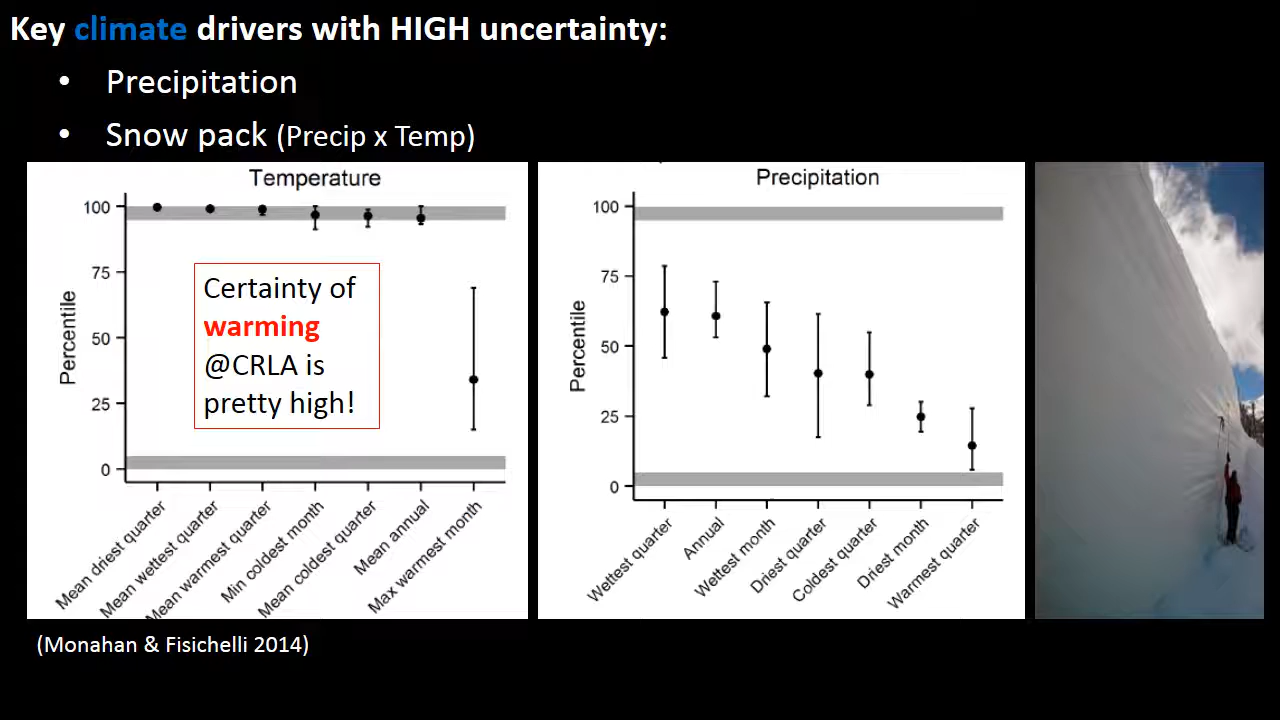 Key climate drivers with HIGH uncertainty:
• Precipitation
• Snow pack (Precip x Temp)
Temperature
100
75
50
25
0
Percentile
Certainty of
warming
@CRLA is
pretty high!
Mean driest quarter
Mean wettest quarter
Mean warmest quarter
Min coldest month
Mean coldest quarter
Mean annual
Max warmest month
Precipitation
100
75
50
25
0
Percentile
Wettest quarter
Annual
Wettest month
Driest quarter
Coldest quarter
Driest month
Warmest quarter
(Monahan & Fisichelli 2014)